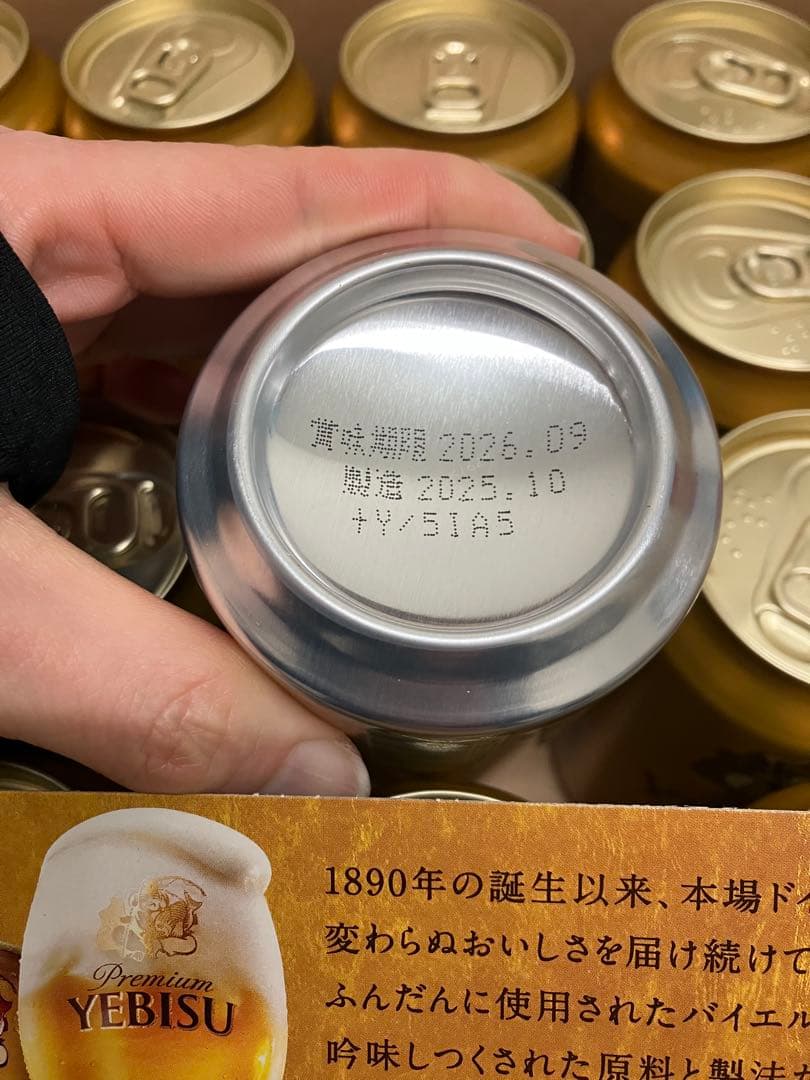 賞味期限 2026.09
製造 2025.10
+Y/5IA5
Premium
YEBISU
1890年の誕生以来、本場ド
変わらぬおいしさを届け続けて
ふんだんに使用されたバイエル
吟味しつくされた原料と製法